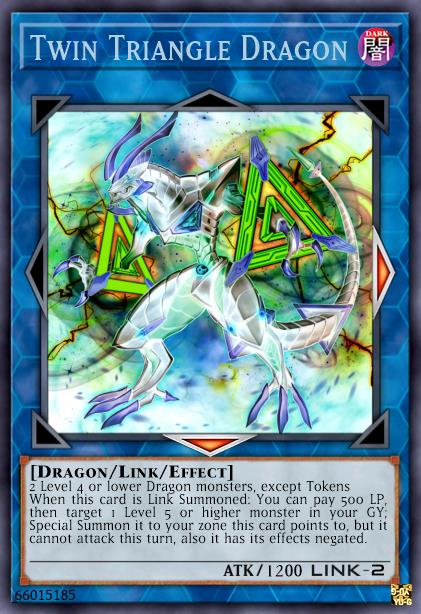 Twin Triangle Dragon
DARK
闇
[Dragon/Link/Effect]
2 Level 4 or lower Dragon monsters, except Tokens
When this card is Link Summoned: You can pay 500 LP,
then target 1 Level 5 or higher monster in your GY;
Special Summon it to your zone this card points to, but it
cannot attack this turn, also it has its effects negated.
ATK/1200 LINK-2
66015185